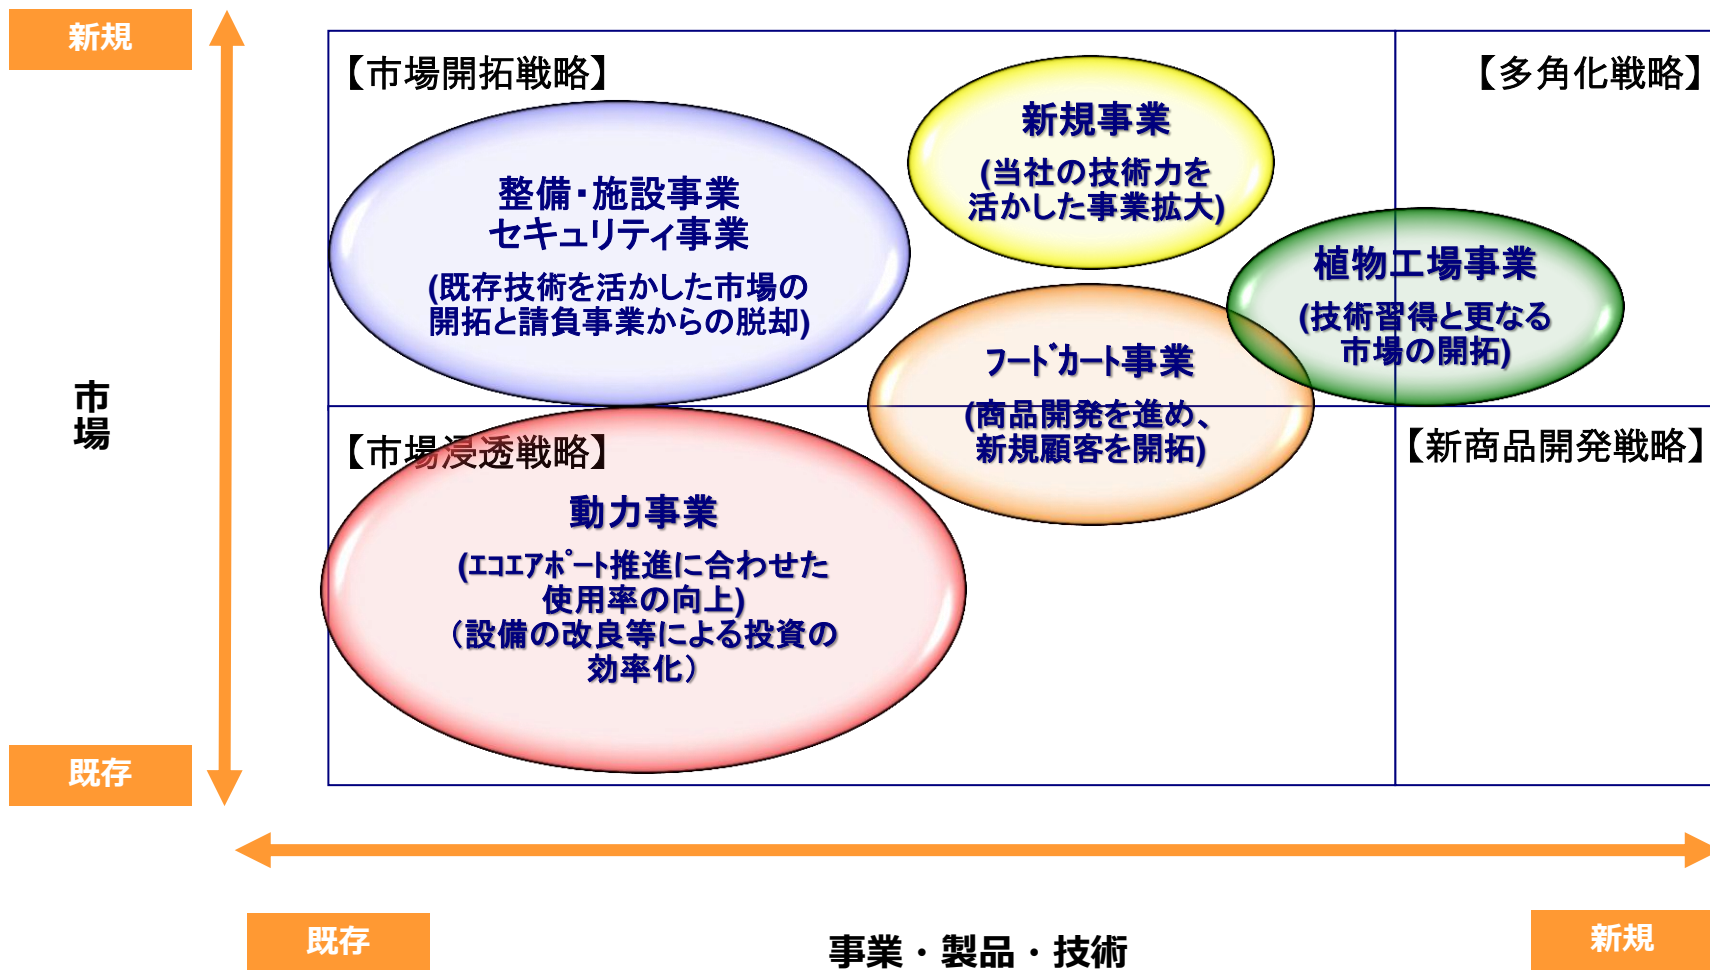 新規
【市場開拓戦略】
【多角化戦略】
新規事業
(当社の技術力を
活かした事業拡大)
整備・施設事業
セキュリティ事業
(既存技術を活かした市場の
開拓と請負事業からの脱却)
植物工場事業
(技術習得と更なる
市場の開拓)
フードカート事業
(商品開発を進め、
新規顧客を開拓)
市
場
【市場浸透戦略】
【新商品開発戦略】
動力事業
(エコエアポート推進に合わせた
使用率の向上)
（設備の改良等による投資の
効率化）
既存
既存
事業・製品・技術
新規